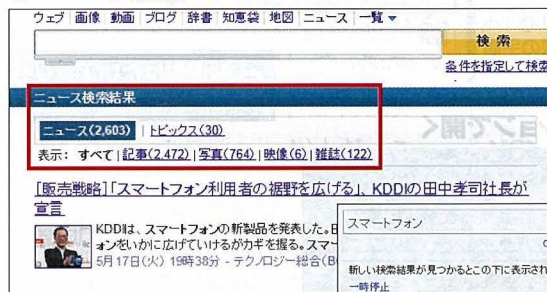 ウェブ 画像 動画 ブログ 辞書 知恵袋 地図 ニュース 一覧▼
検索
条件を指定して検索
ニュース検索結果
ニュース(2,603) | トピックス(30)
表示: すべて | 記事(2,472) | 写真(764) | 映像(6) | 雑誌(122)
[販売戦略]「スマートフォン利用者の裾野を広げる」、KDDIの田中孝司社長が
宣言
KDDIは、スマートフォンの新製品を発表した。
ォンをいかに広げていけるがカギを握る。スマー
5月17日(火) 19時38分 - テクノロジー総合(B
スマートフォン
新しい検索結果が見つかるとこの下に表示され
一時停止